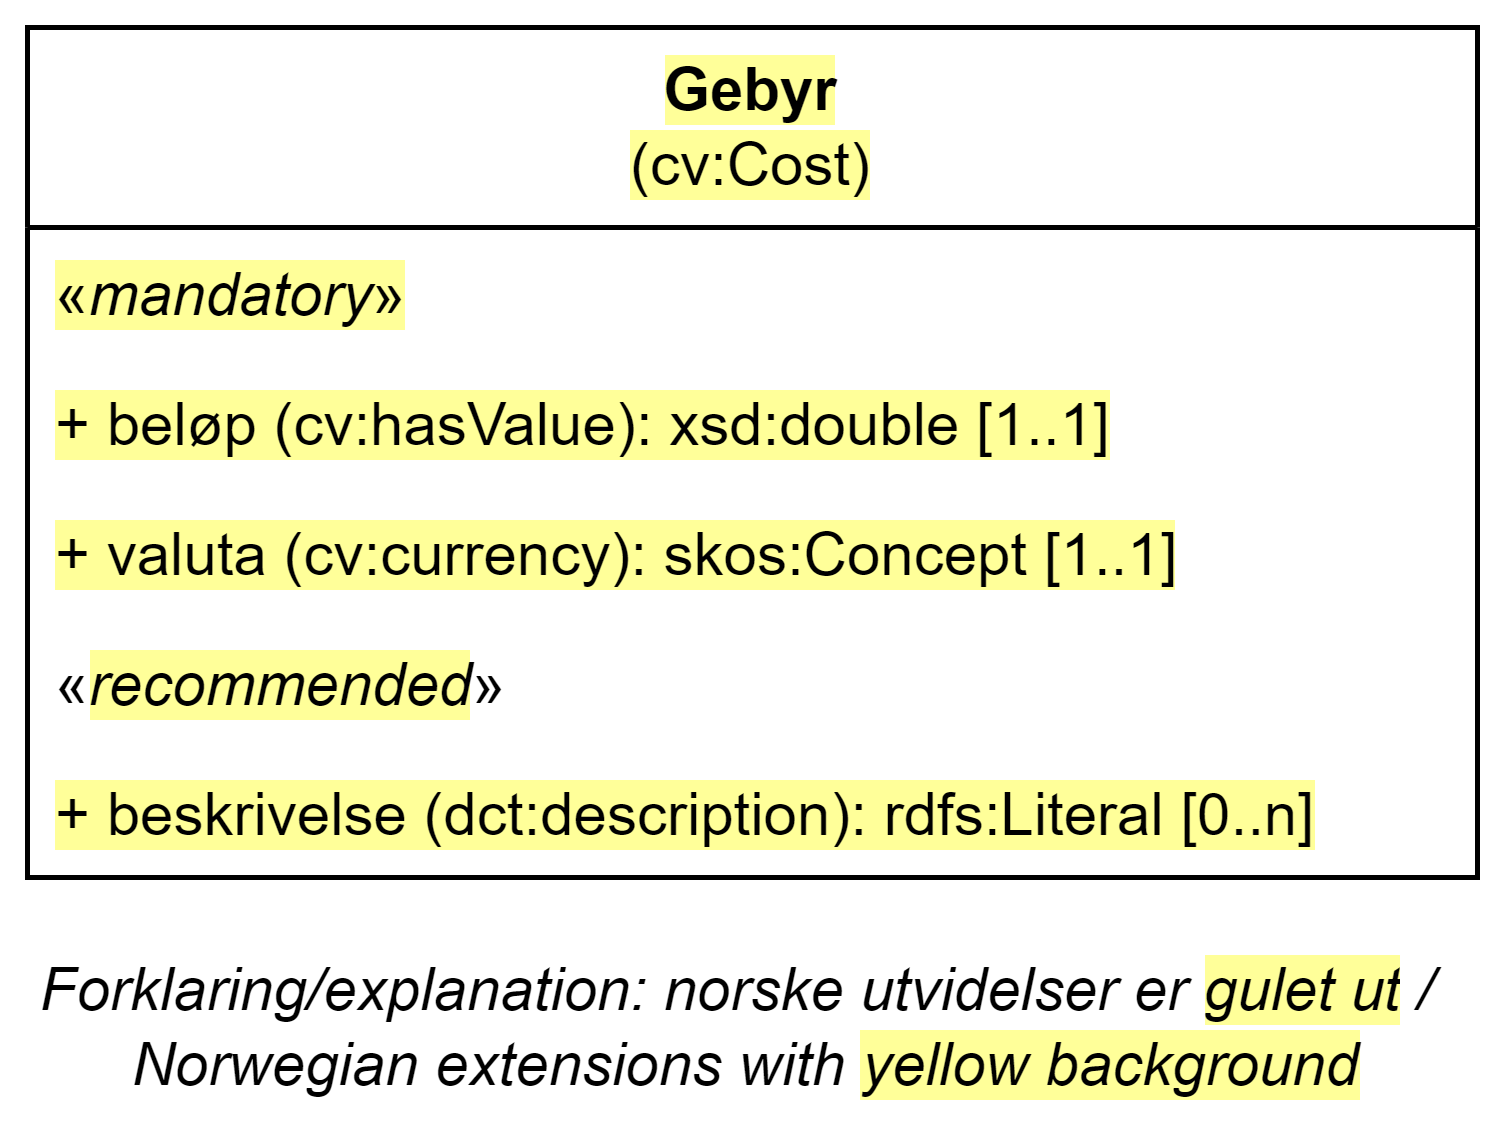 Gebyr
(cv:Cost)
«mandatory»
+ beløp (cv:hasValue): xsd:double [1..1]
+ valuta (cv:currency): skos:Concept [1..1]
«recommended»
+ beskrivelse (dct:description): rdfs:Literal [0..n]
Forklaring/explanation: norske utvidelser er gulet ut /
Norwegian extensions with yellow background